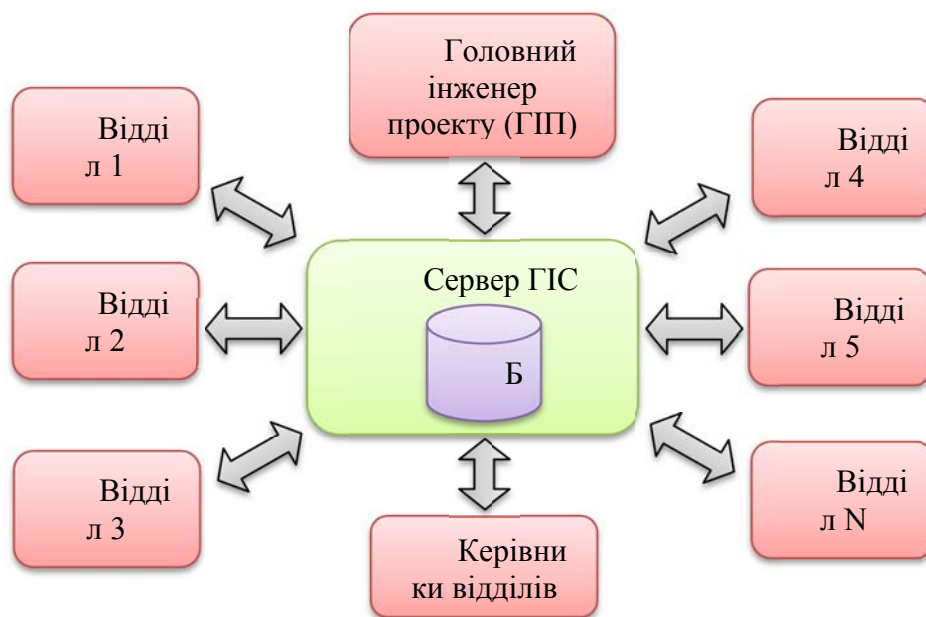 Головний
інженер
проекту (ГІП)
Відді
л 1
Відді
л 4
Сервер ГІС
Відді
л 2
Б
Відді
л 5
Відді
л 3
Керівни
ки відділів
Відді
л N